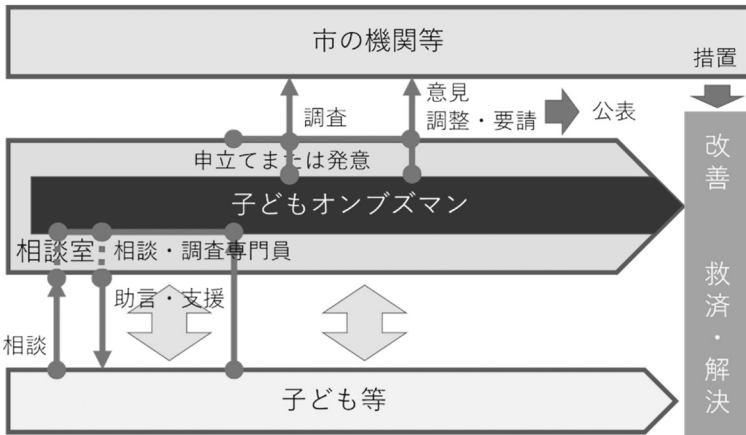 市の機関等
措置
調査
意見
調整・要請
公表
申立てまたは発意
子どもオンブズマン
相談室
相談・調査専門員
助言・支援
相談
子ども等
改善
救済・解決